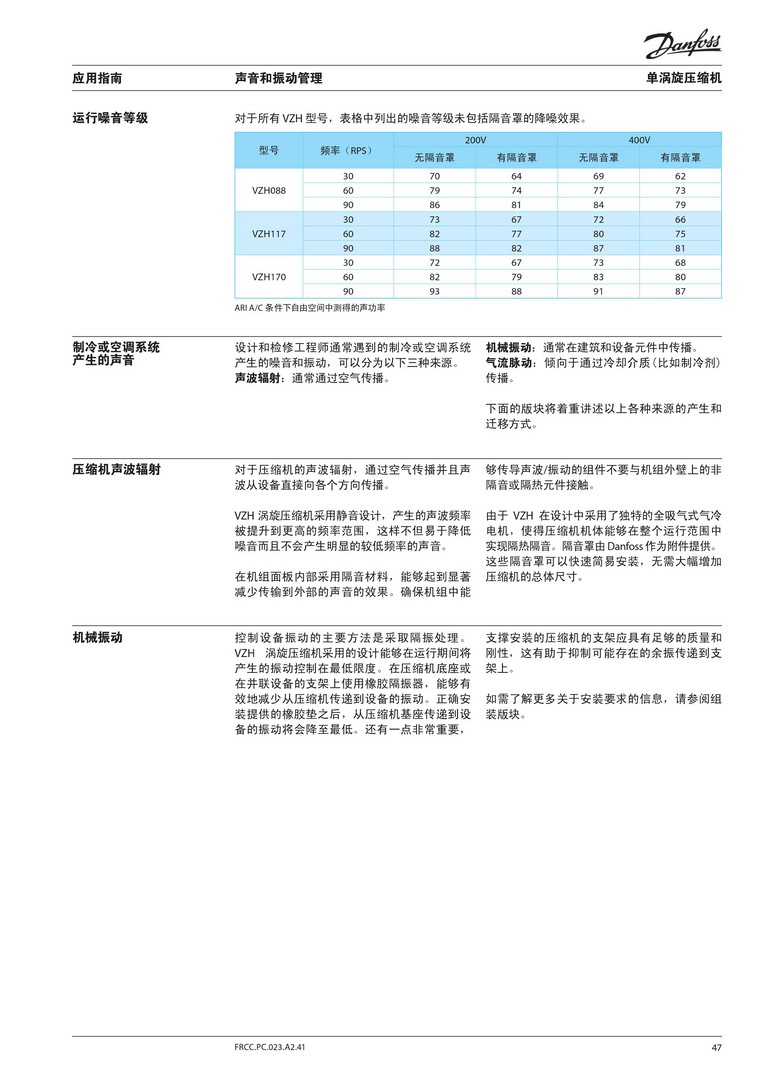 Danfoss
应用指南 声音和振动管理 单涡旋压缩机
运行噪音等级
对于所有 VZH 型号，表格中列出的噪音等级未包括隔音罩的降噪效果。
型号 频率（RPS） 200V 400V
无隔音罩 有隔音罩 无隔音罩 有隔音罩
VZH088
30 70 64 69 62
60 79 74 77 73
90 86 81 84 79
VZH117
30 73 67 72 66
60 82 77 80 75
90 88 82 87 81
VZH170
30 72 67 73 68
60 82 79 83 80
90 93 88 91 87
ARI A/C 条件下自由空间中测得的声功率
制冷或空调系统
产生的声音
设计和检修工程师通常遇到的制冷或空调系统
产生的噪音和振动，可以分为以下三种来源。
声波辐射：通常通过空气传播。
机械振动：通常在建筑和设备元件中传播。
气流脉动：倾向于通过冷却介质(比如制冷剂)
传播。
下面的版块将着重讲述以上各种来源的产生和
迁移方式。
压缩机声波辐射
对于压缩机的声波辐射，通过空气传播并且声
波从设备直接向各个方向传播。
VZH 涡旋压缩机采用静音设计，产生的声波频率
被提升到更高的频率范围，这样不但易于降低
噪音而且不会产生明显的较低频率的声音。
在机组面板内部采用隔音材料，能够起到显著
减少传输到外部的声音的效果。确保机组中能
够传导声波/振动的组件不要与机组外壁上的非
隔音或隔热元件接触。
由于 VZH 在设计中采用了独特的全吸气式气冷
电机，使得压缩机机体能够在整个运行范围中
实现隔热隔音。隔音罩由 Danfoss 作为附件提供。
这些隔音罩可以快速简易安装，无需大幅增加
压缩机的总体尺寸。
机械振动
控制设备振动的主要方法是采取隔振处理。
VZH 涡旋压缩机采用的设计能够在运行期间将
产生的振动控制在最低限度。在压缩机底座或
在并联设备的支架上使用橡胶隔振器，能够有
效地减少从压缩机传递到设备的振动。正确安
装提供的橡胶垫之后，从压缩机基座传递到设
备的振动将会降至最低。还有一点非常重要，
支撑安装的压缩机的支架应具有足够的质量和
刚性，这有助于抑制可能存在的余振传递到支
架上。
如需了解更多关于安装要求的信息，请参阅组
装版块。
FRCC.PC.023.A2.41 47